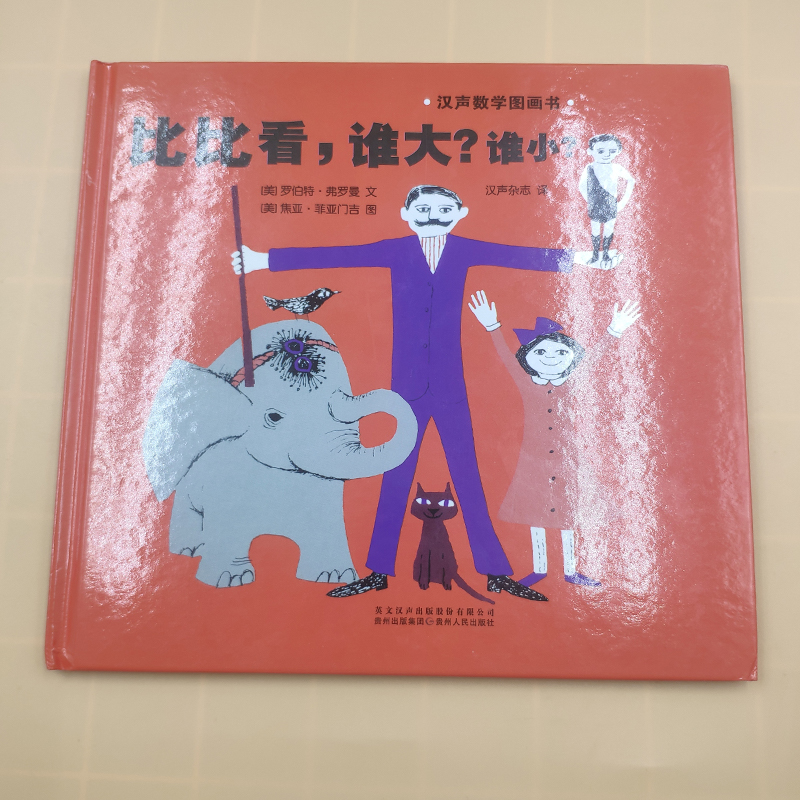 ·汉声数学图画书·
比比看，谁大？谁小？
[美]罗伯特·弗罗曼 文
汉声杂志 译
[美]焦亚·菲亚门吉 图
英文汉声出版股份有限公司
贵州出版集团 贵州人民出版社